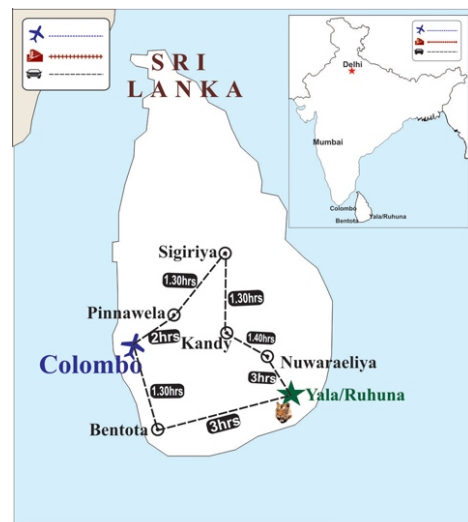 SRI
LANKA
Delhi
Mumbai
Colombo
Bentota
Yala/Ruhuna
Sigiriya
1.30hrs
1.30hrs
Pinnawela
2hrs
Kandy
1.40hrs
Colombo
Nuwaraeliya
3hrs
1.30hrs
Yala/Ruhuna
Bentota
3hrs